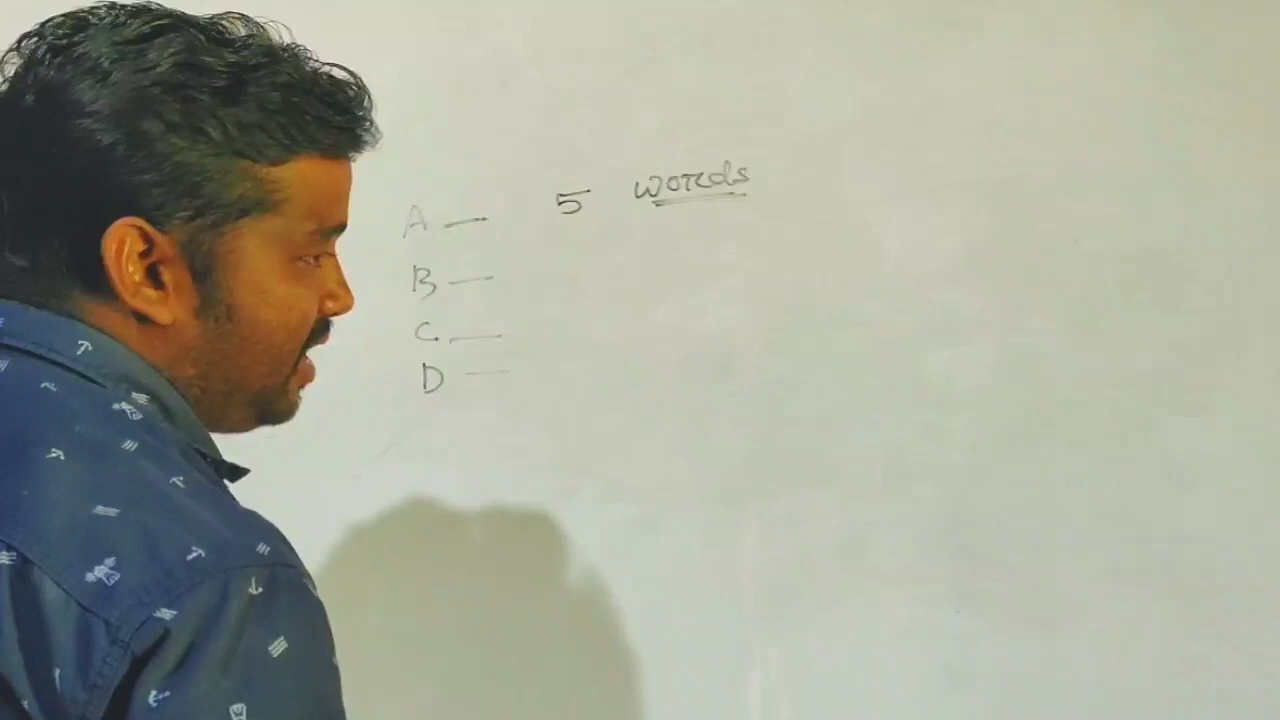 5 words
A —
B —
C —
D —